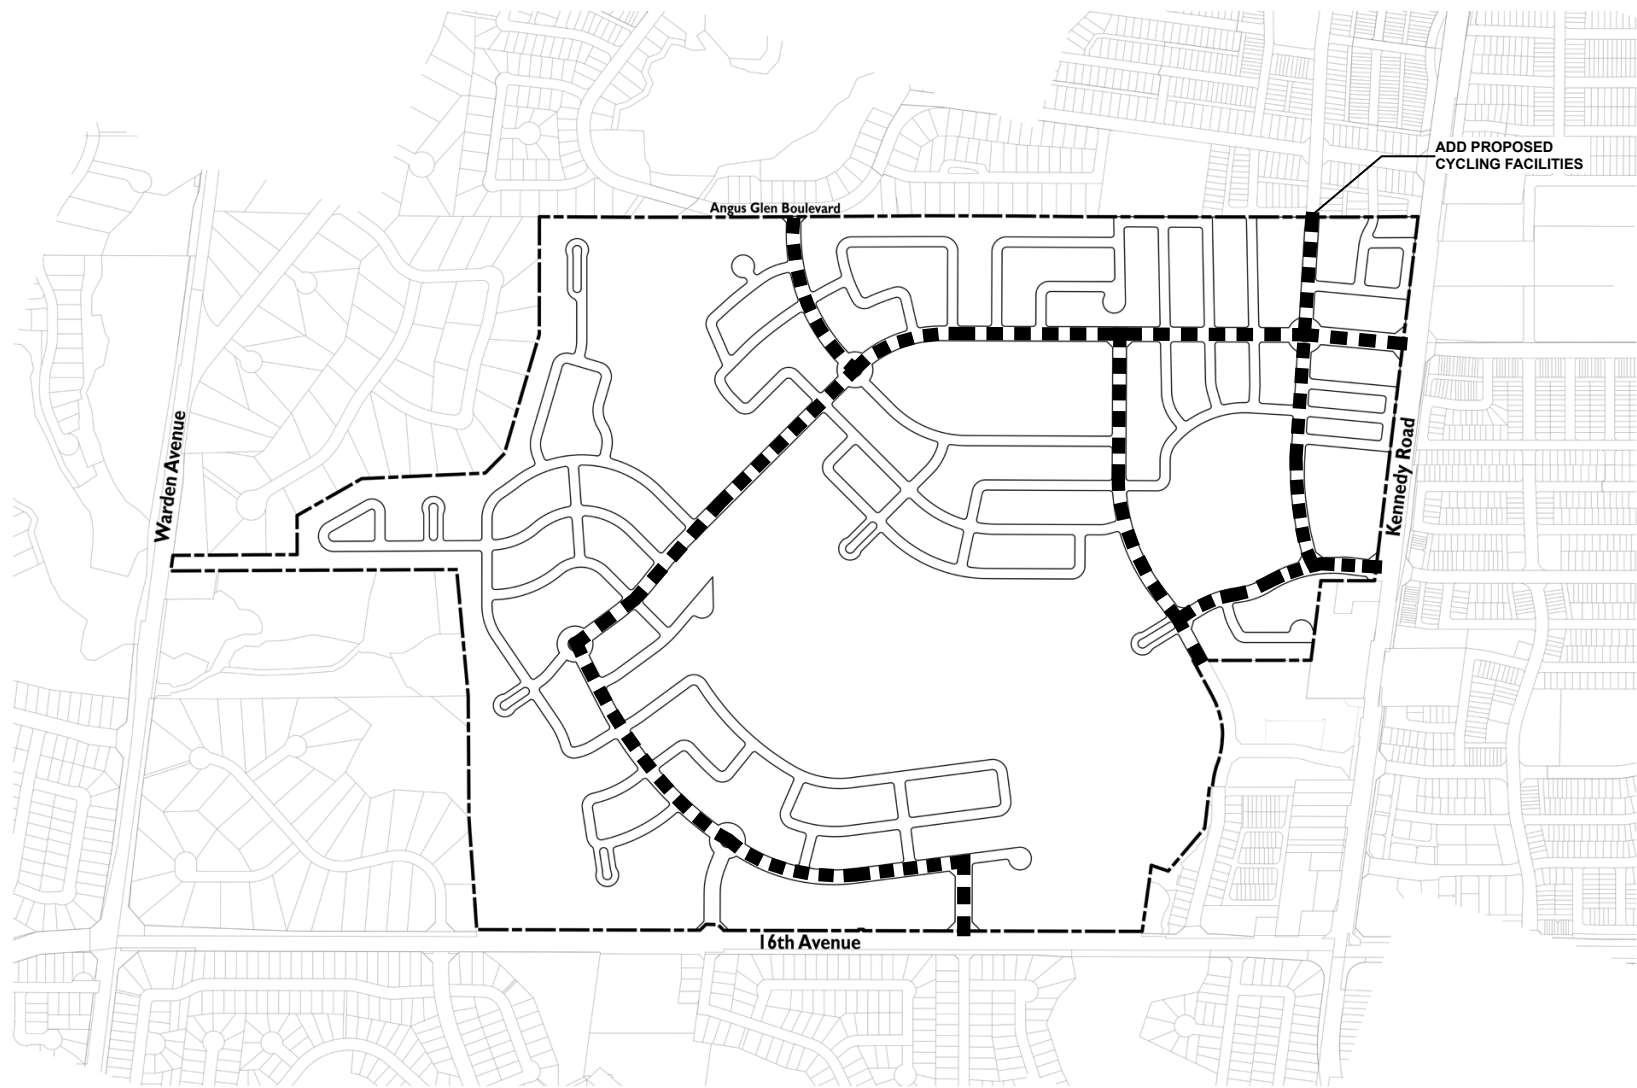 ADD PROPOSED
CYCLING FACILITIES
Angus Glen Boulevard
Warden Avenue
Kennedy Road
16th Avenue